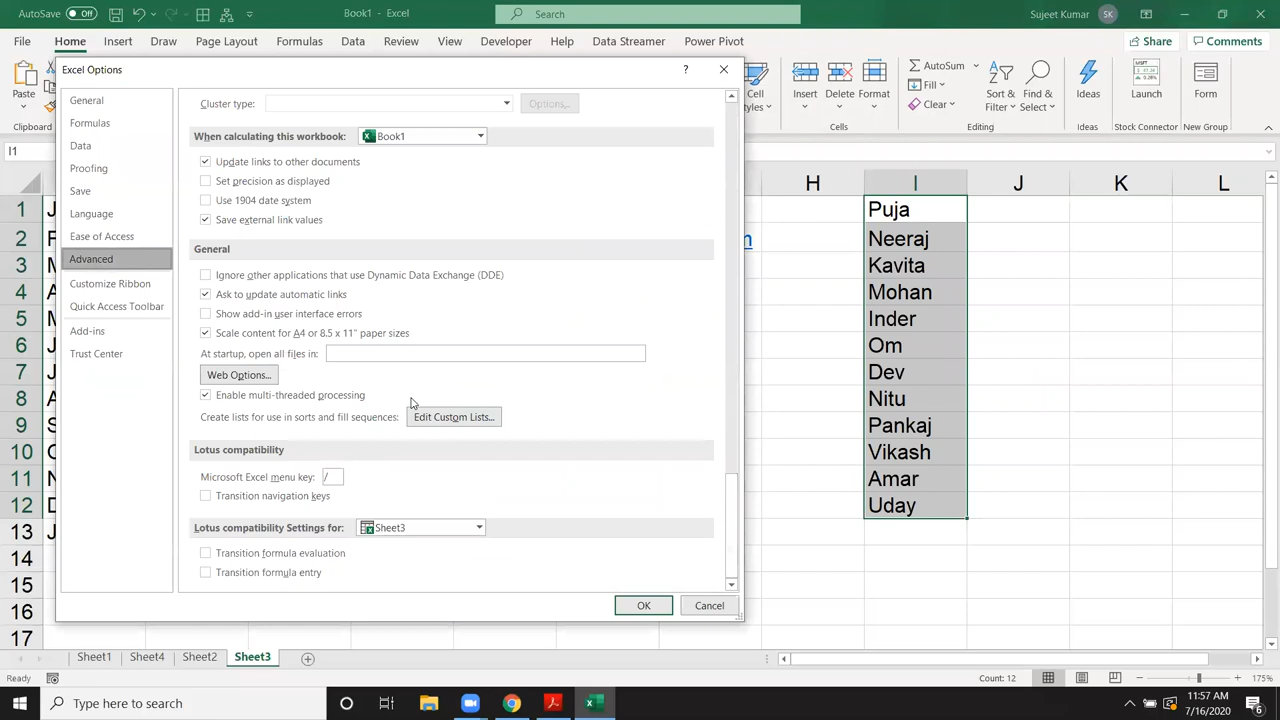 AutoSave Off Book1 - Excel Search Sujeet Kumar SK
File Home Insert Draw Page Layout Formulas Data Review View Developer Help Data Streamer Power Pivot Share Comments
Paste Cell Insert Delete Format AutoSum Fill Clear Sort & Find & Ideas Launch Form
Filter Select
Clipboard Cells Editing Ideas Stock Connector New Group
Excel Options ?
General
Formulas
Data
Proofing
Save
Language
Ease of Access
Advanced
Customize Ribbon
Quick Access Toolbar
Add-ins
Trust Center
Cluster type: Options...
When calculating this workbook: Book1
Update links to other documents
Set precision as displayed
Use 1904 date system
Save external link values
General
Ignore other applications that use Dynamic Data Exchange (DDE)
Ask to update automatic links
Show add-in user interface errors
Scale content for A4 or 8.5 x 11" paper sizes
At startup, open all files in:
Web Options...
Enable multi-threaded processing
Create lists for use in sorts and fill sequences: Edit Custom Lists...
Lotus compatibility
Microsoft Excel menu key: /
Transition navigation keys
Lotus compatibility Settings for: Sheet3
Transition formula evaluation
Transition formula entry
OK Cancel
I1
H I J K L
1 Puja
2 Neeraj
3 Kavita
4 Mohan
5 Inder
6 Om
7 Dev
8 Nitu
9 Pankaj
10 Vikash
11 Amar
12 Uday
13
14
15
16
17
Sheet1 Sheet4 Sheet2 Sheet3
Ready Count: 12 175%
Type here to search 11:57 AM
7/16/2020 6